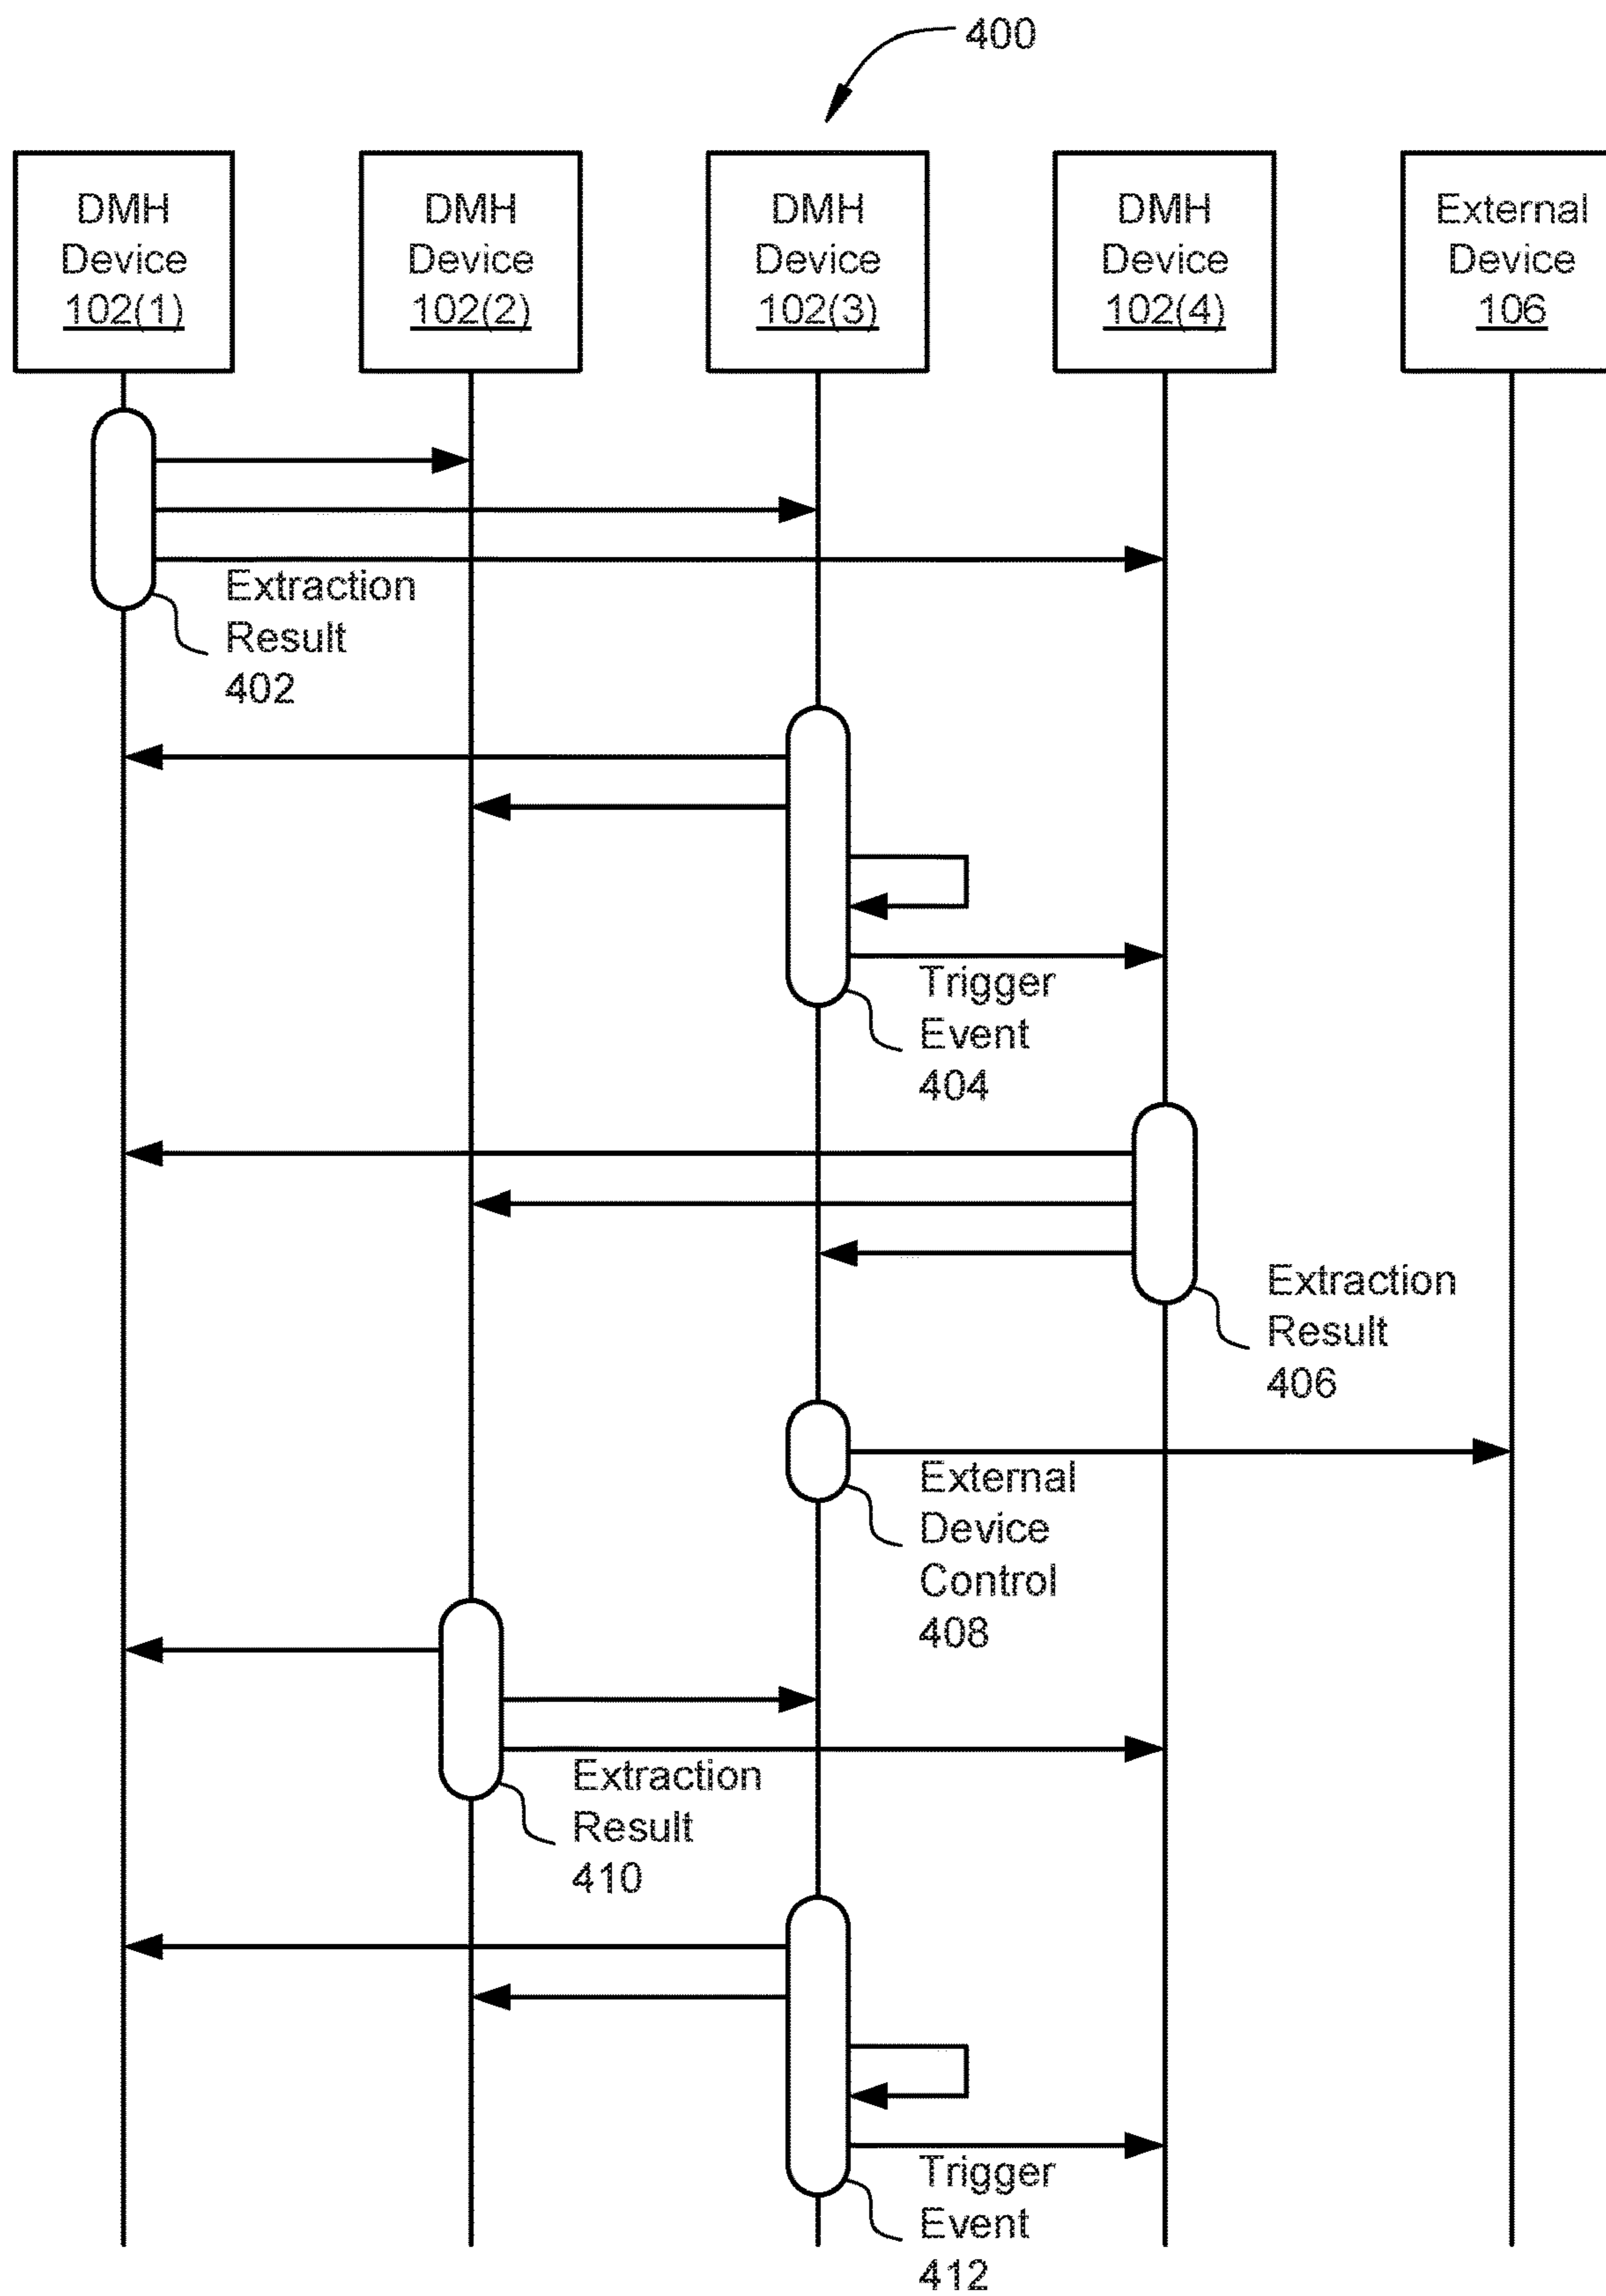 400
DMH
Device
102(1)
DMH
Device
102(2)
DMH
Device
102(3)
DMH
Device
102(4)
External
Device
106
Extraction
Result
402
Trigger
Event
404
Extraction
Result
406
External
Device
Control
408
Extraction
Result
410
Trigger
Event
412